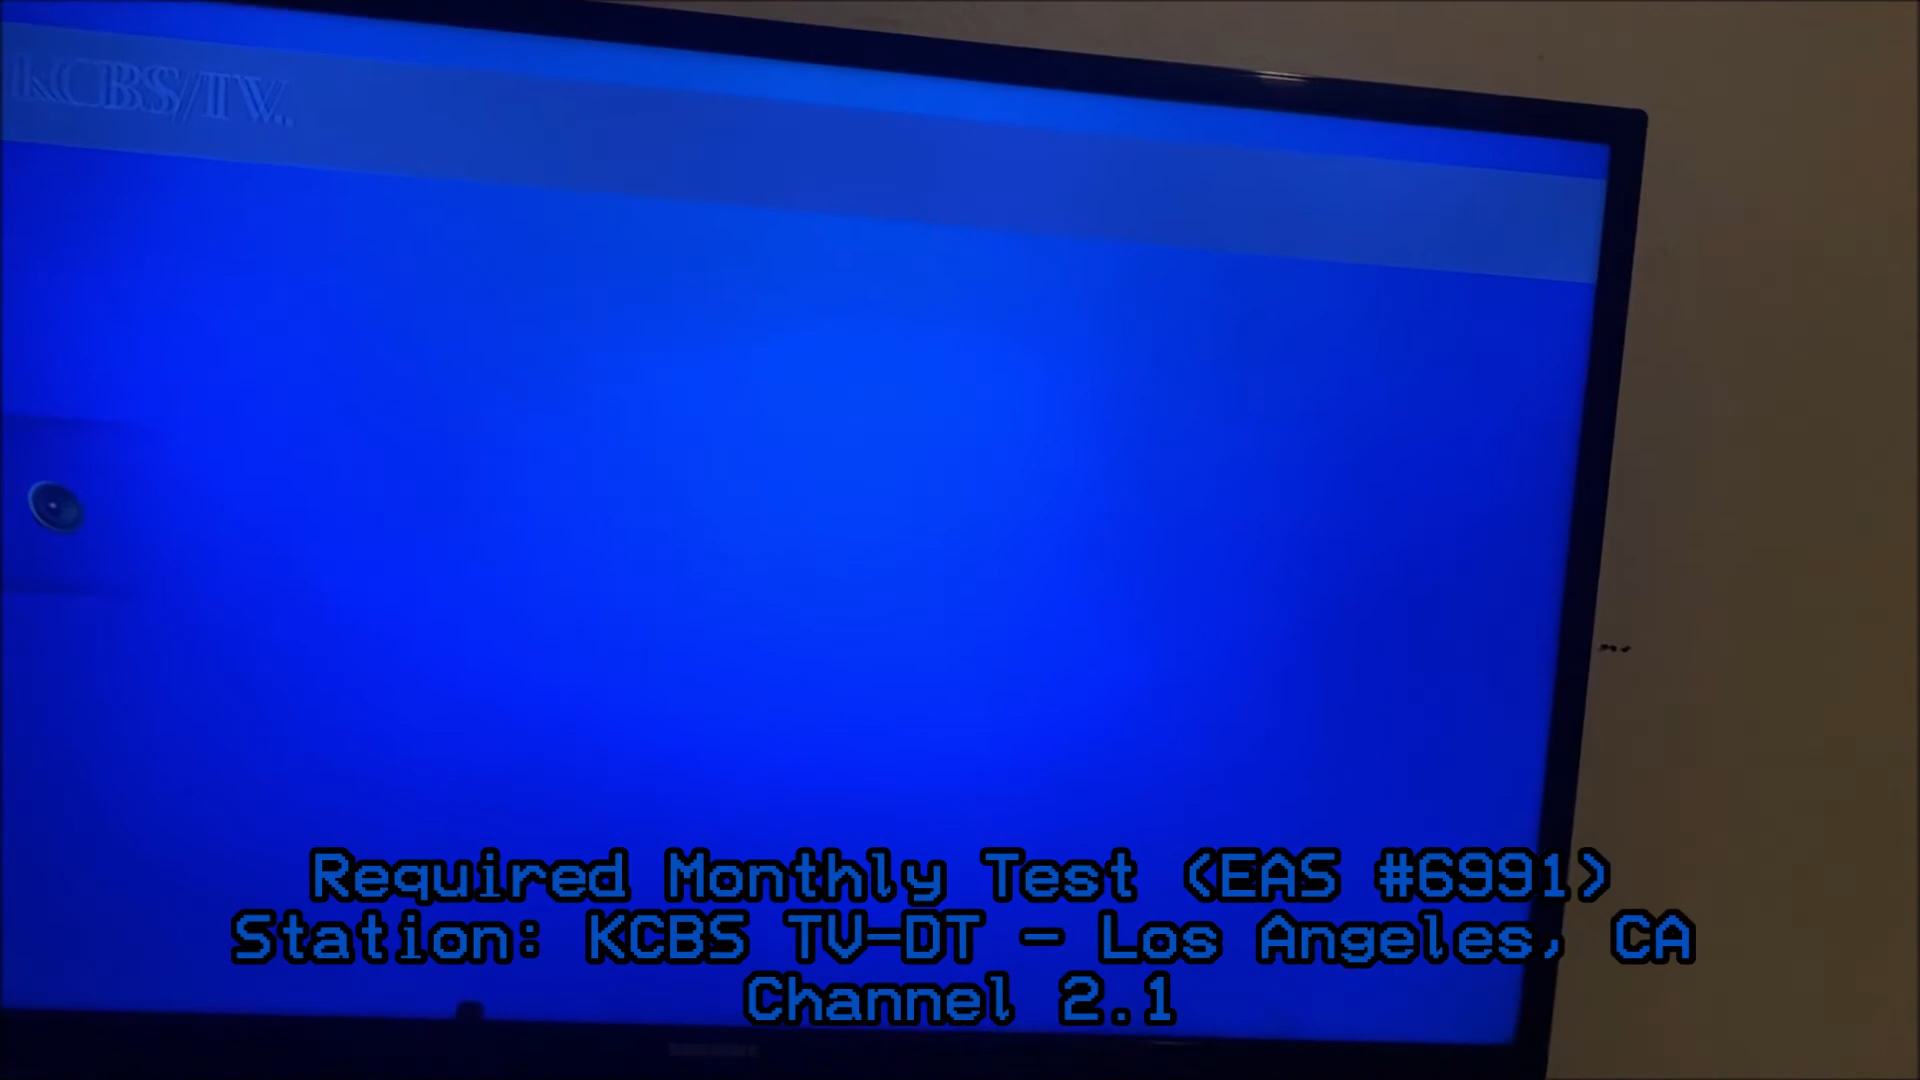 KCBS/TV.
Required Monthly Test (EAS #6991)
Station: KCBS TV-DT - Los Angeles, CA
Channel 2.1